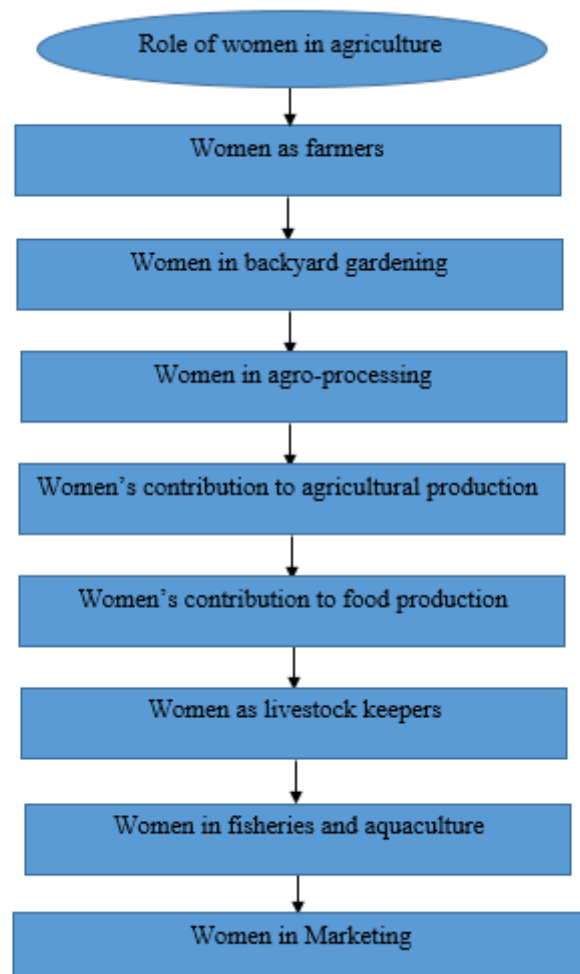 Role of women in agriculture
Women as farmers
Women in backyard gardening
Women in agro-processing
Women’s contribution to agricultural production
Women’s contribution to food production
Women as livestock keepers
Women in fisheries and aquaculture
Women in Marketing